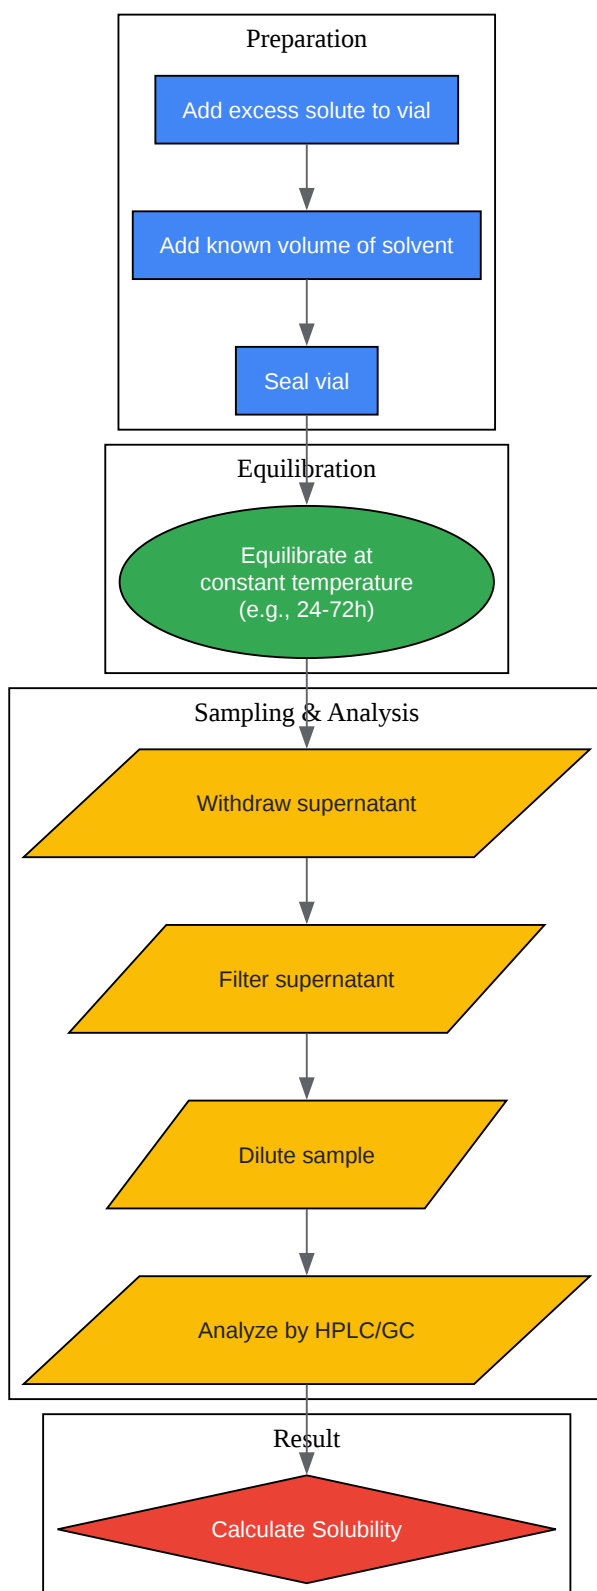 Preparation
Add excess solute to vial
Add known volume of solvent
Seal vial
Equilibration
Equilibrate at
constant temperature
(e.g., 24-72h)
Sampling & Analysis
Withdraw supernatant
Filter supernatant
Dilute sample
Analyze by HPLC/GC
Result
Calculate Solubility